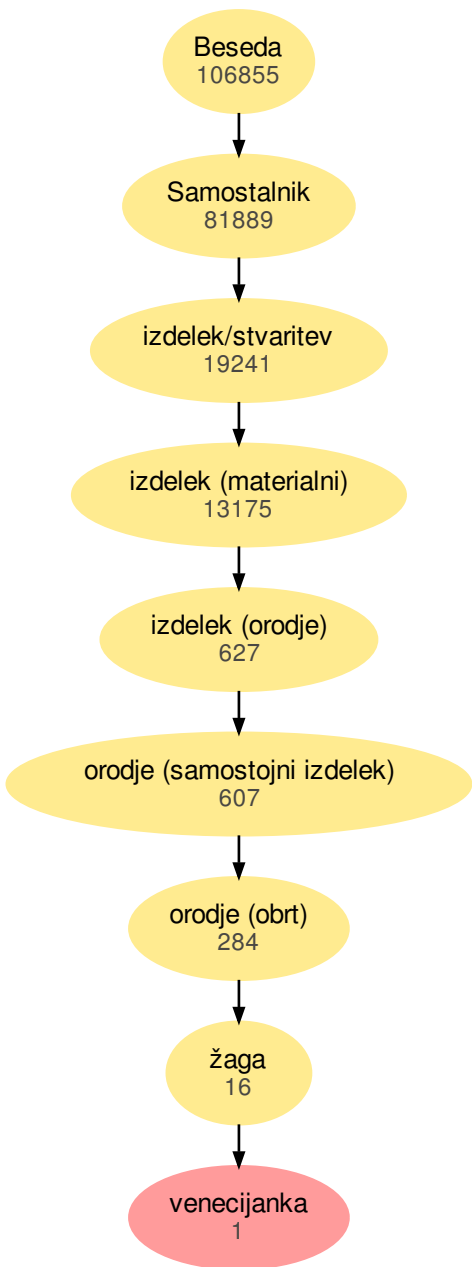 Beseda
106855
Samostalnik
81889
izdelek/stvaritev
19241
izdelek (materialni)
13175
izdelek (orodje)
627
orodje (samostojni izdelek)
607
orodje (obrt)
284
žaga
16
venecijanka
1